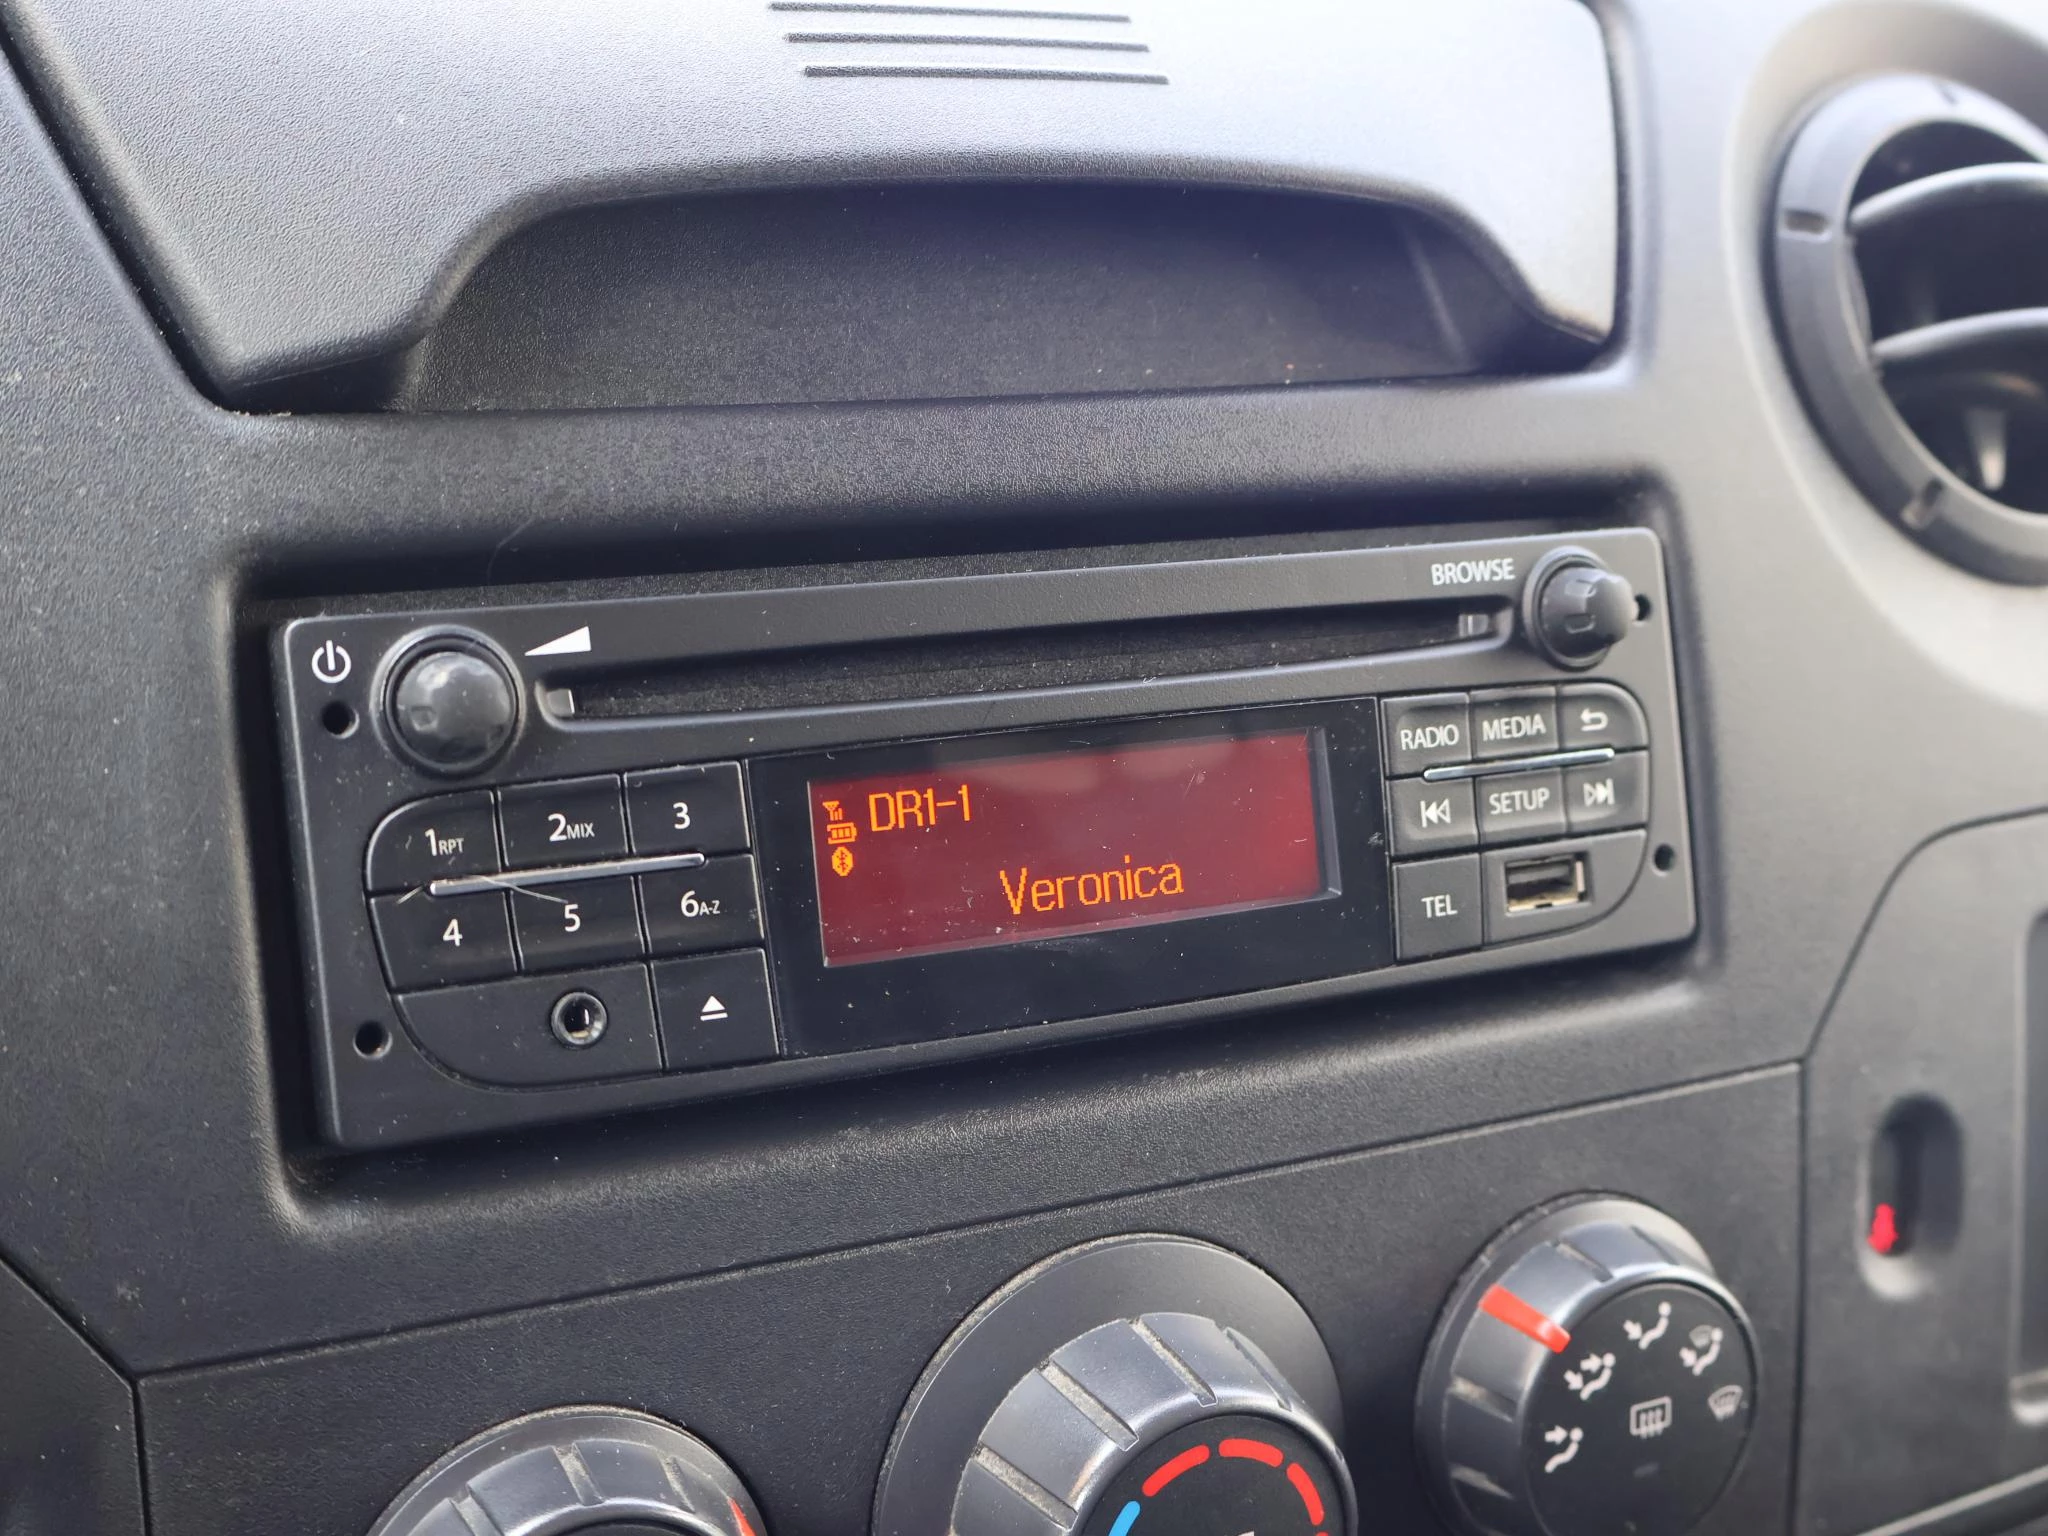 BROWSE
RADIO MEDIA
SETUP
TEL
1RPT 2MIX 3
4 5 6A-Z
DR1-1
Veronica